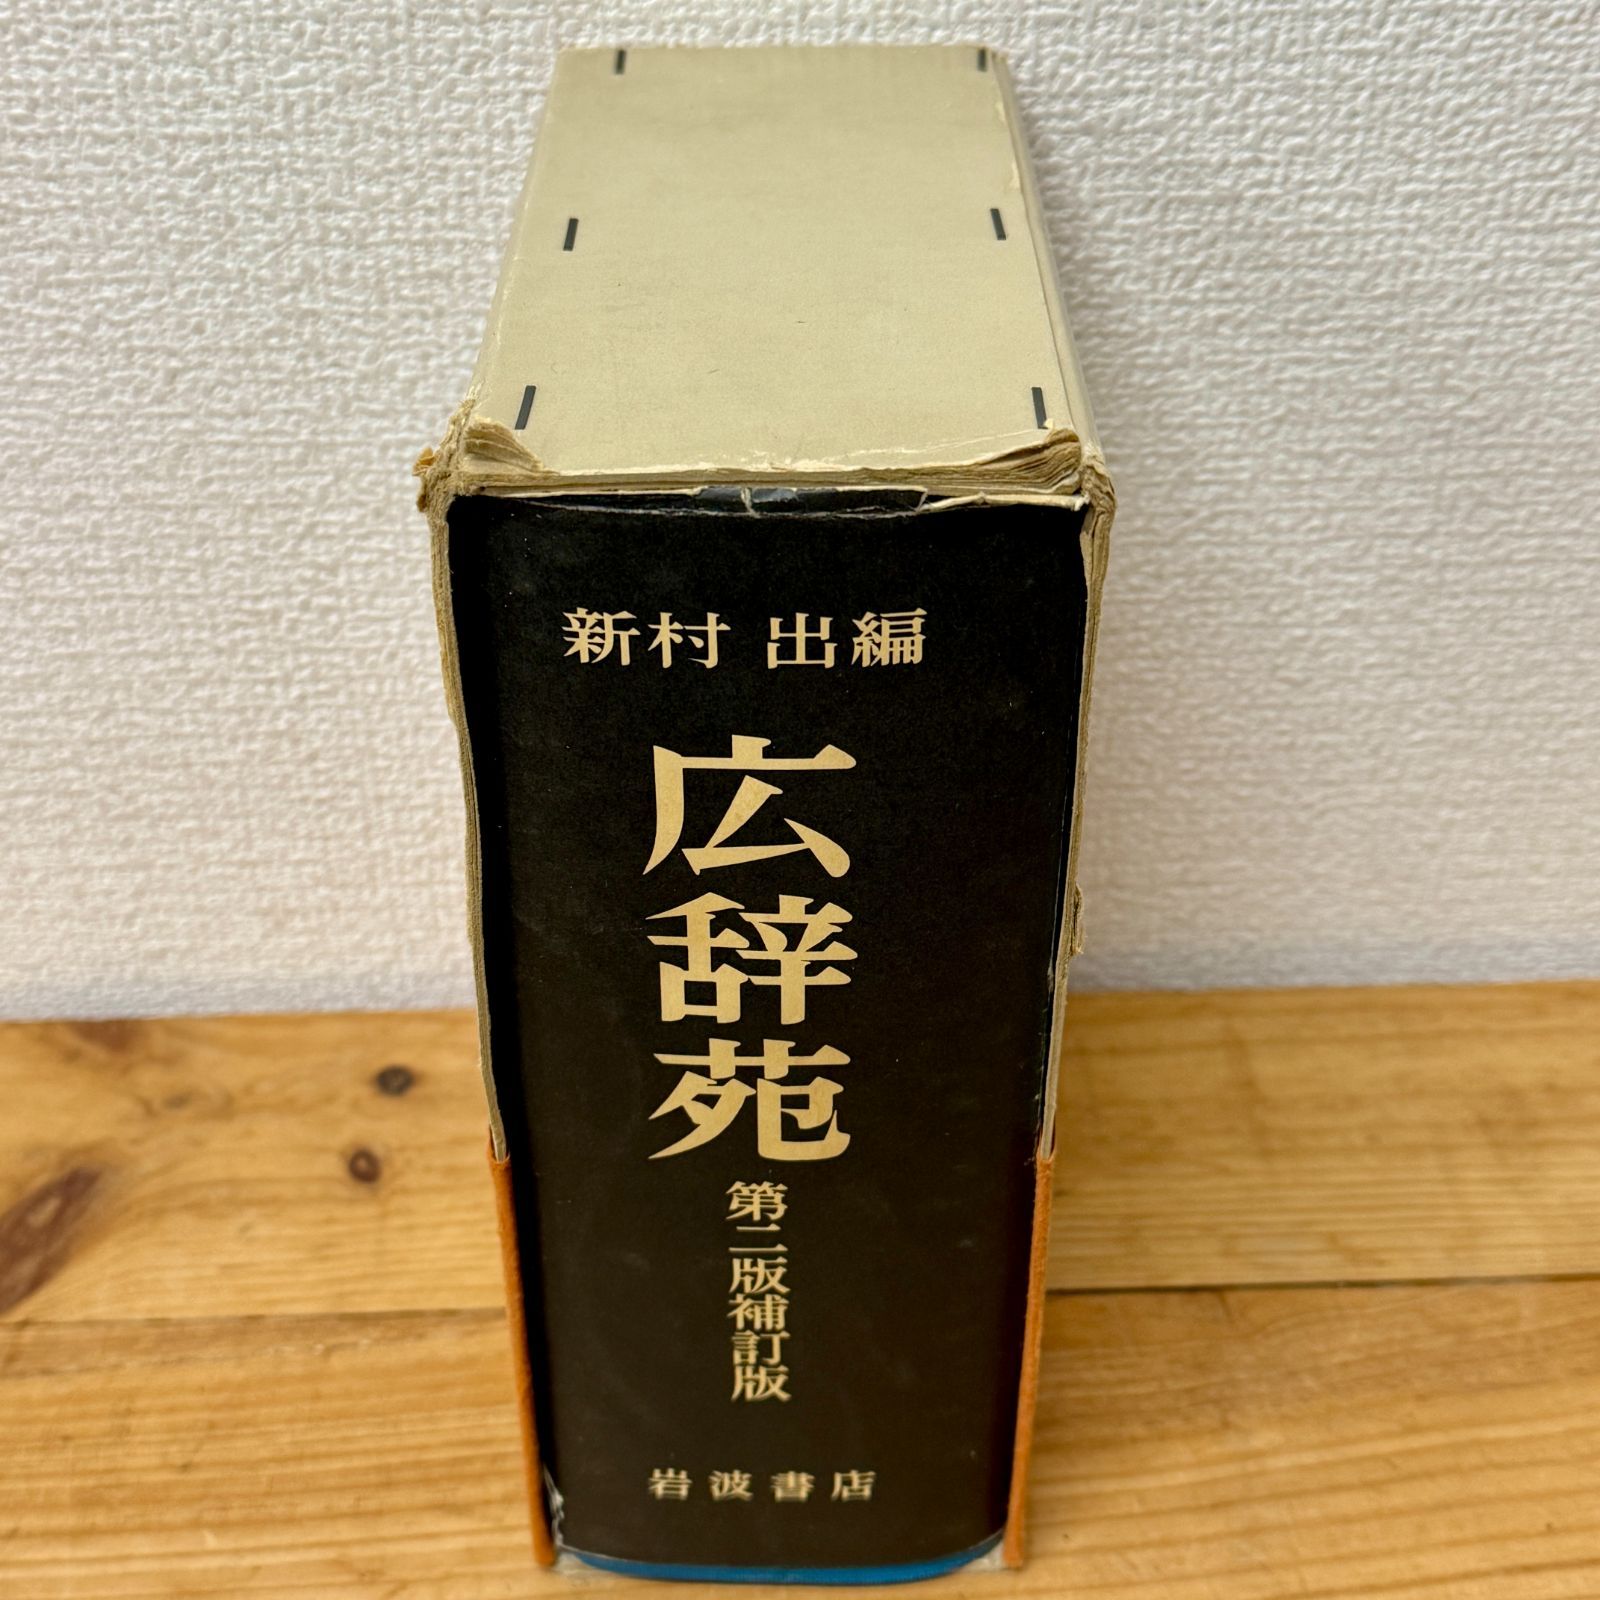 新村 出編
広辞苑
第二版補訂版
岩波書店